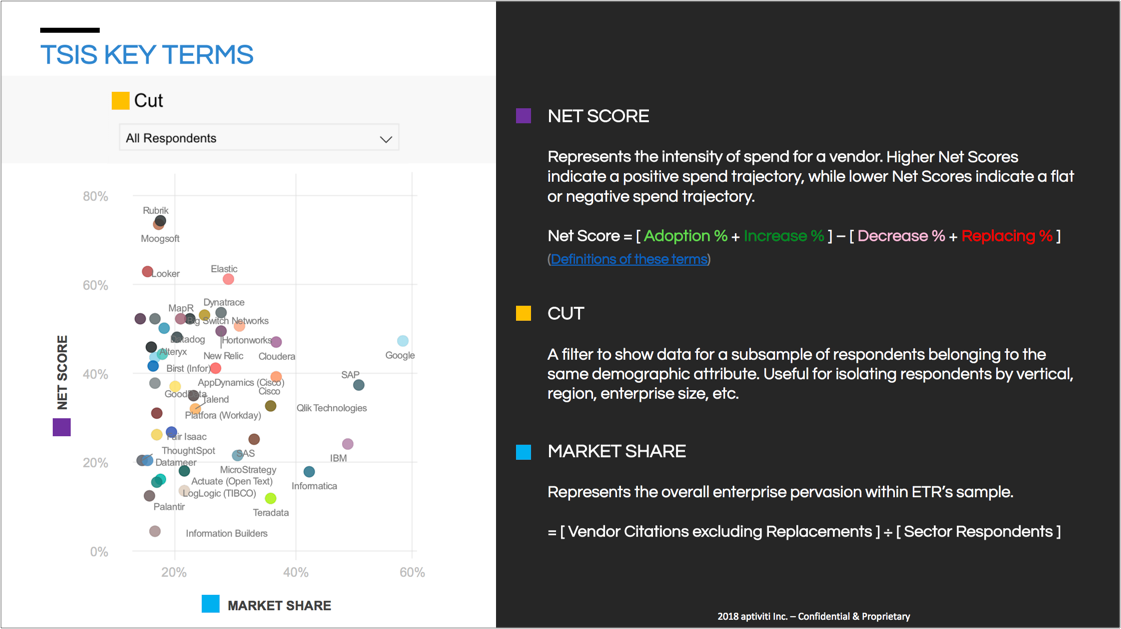 TSIS KEY TERMS
Cut
All Respondents
80%
Rubrik
Moogsoft
Looker
Elastic
60%
Dynatrace
MapR
Big Switch Networks
Datadog
Hortonworks
Alteryx
New Relic
Cloudera
Google
Birst (Infor)
SAP
40%
AppDynamics (Cisco)
Cisco
GoodData
Talend
Qlik Technologies
Platfora (Workday)
Fair Isaac
ThoughtSpot
SAS
IBM
20%
Datameer
MicroStrategy
Actuate (Open Text)
Informatica
LogLogic (TIBCO)
Palantir
Teradata
Information Builders
0%
20%
40%
60%
NET SCORE
MARKET SHARE
NET SCORE
Represents the intensity of spend for a vendor. Higher Net Scores
indicate a positive spend trajectory, while lower Net Scores indicate a flat
or negative spend trajectory.
Net Score = [ Adoption % + Increase % ] – [ Decrease % + Replacing % ]
(Definitions of these terms)
CUT
A filter to show data for a subsample of respondents belonging to the
same demographic attribute. Useful for isolating respondents by vertical,
region, enterprise size, etc.
MARKET SHARE
Represents the overall enterprise pervasion within ETR’s sample.
= [ Vendor Citations excluding Replacements ] ÷ [ Sector Respondents ]
2018 aptiviti Inc. – Confidential & Proprietary